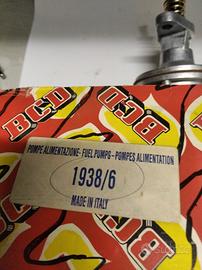 B.C.D.
BCD
POMPE ALIMENTAZIONE - FUEL PUMPS - POMPES ALIMENTATION
1938/6
MADE IN ITALY
BCD